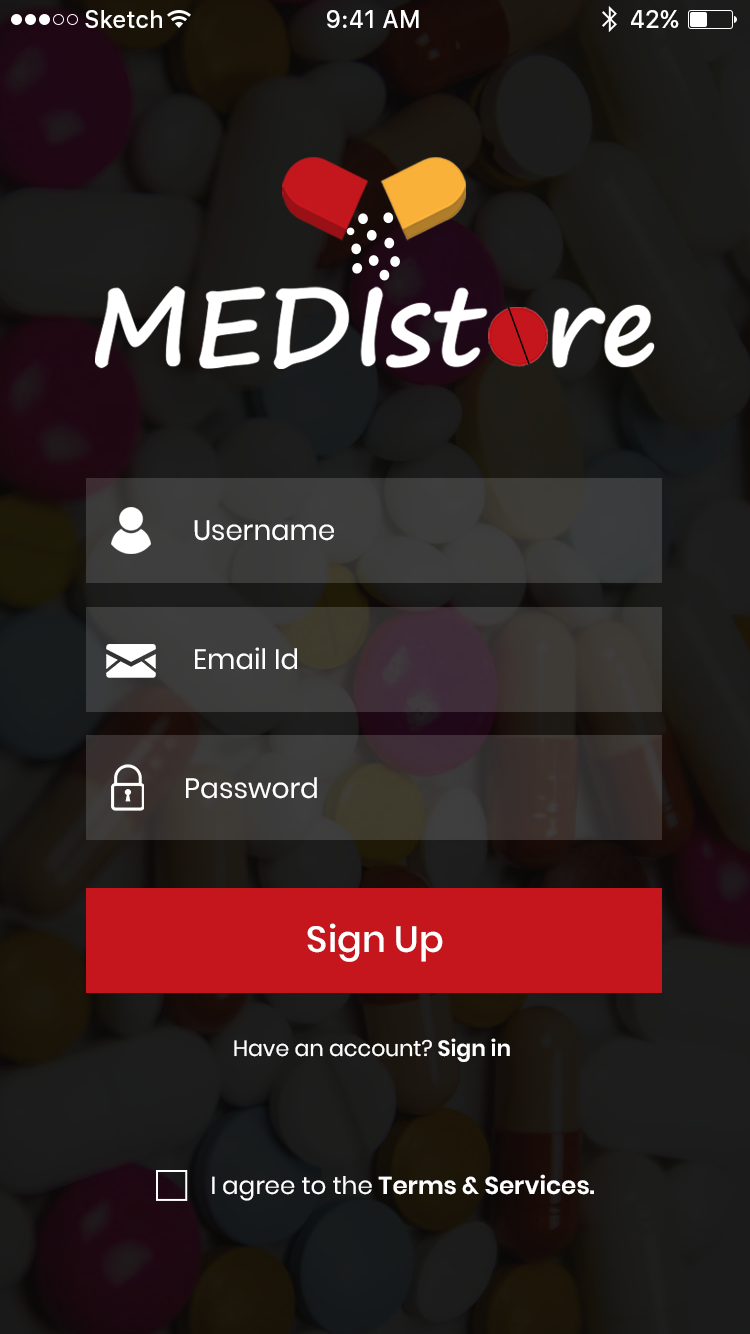 Sketch 9:41 AM 42%
MEDIstore
Username
Email Id
Password
Sign Up
Have an account? Sign in
I agree to the Terms & Services.